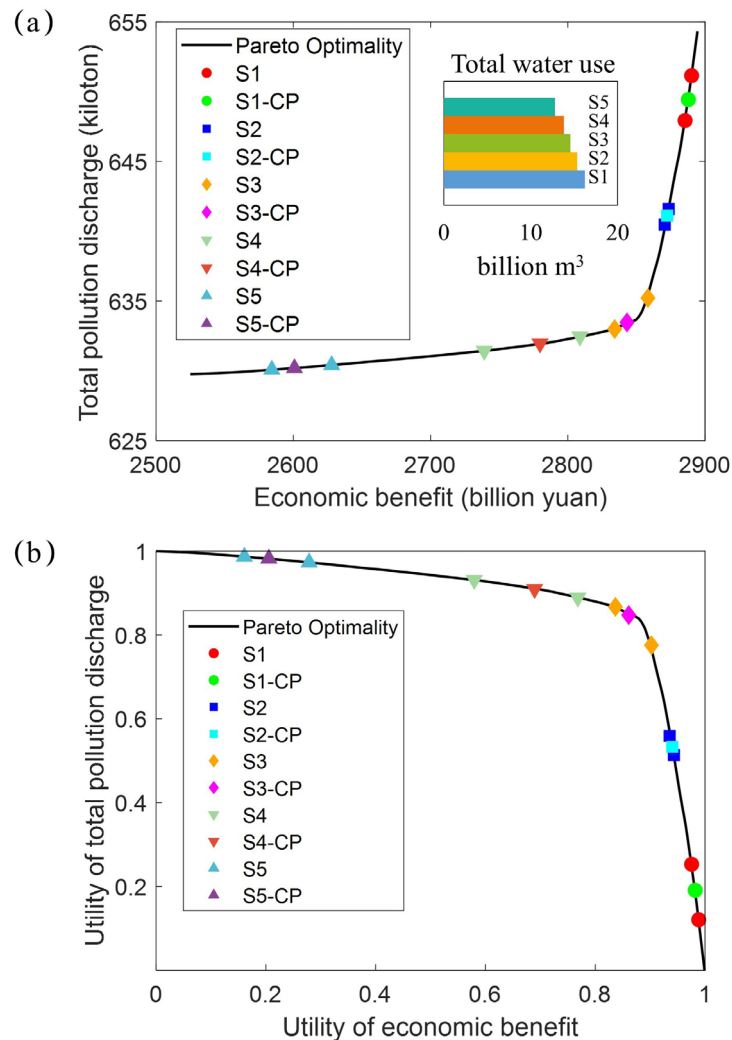 (a)
655
645
635
625
Total pollution discharge (kiloton)
Pareto Optimality
S1
S1-CP
S2
S2-CP
S3
S3-CP
S4
S4-CP
S5
S5-CP
Total water use
S5
S4
S3
S2
S1
0 10 20
billion m³
2500 2600 2700 2800 2900
Economic benefit (billion yuan)
(b)
1
0.8
0.6
0.4
0.2
Utility of total pollution discharge
Pareto Optimality
S1
S1-CP
S2
S2-CP
S3
S3-CP
S4
S4-CP
S5
S5-CP
0 0.2 0.4 0.6 0.8 1
Utility of economic benefit